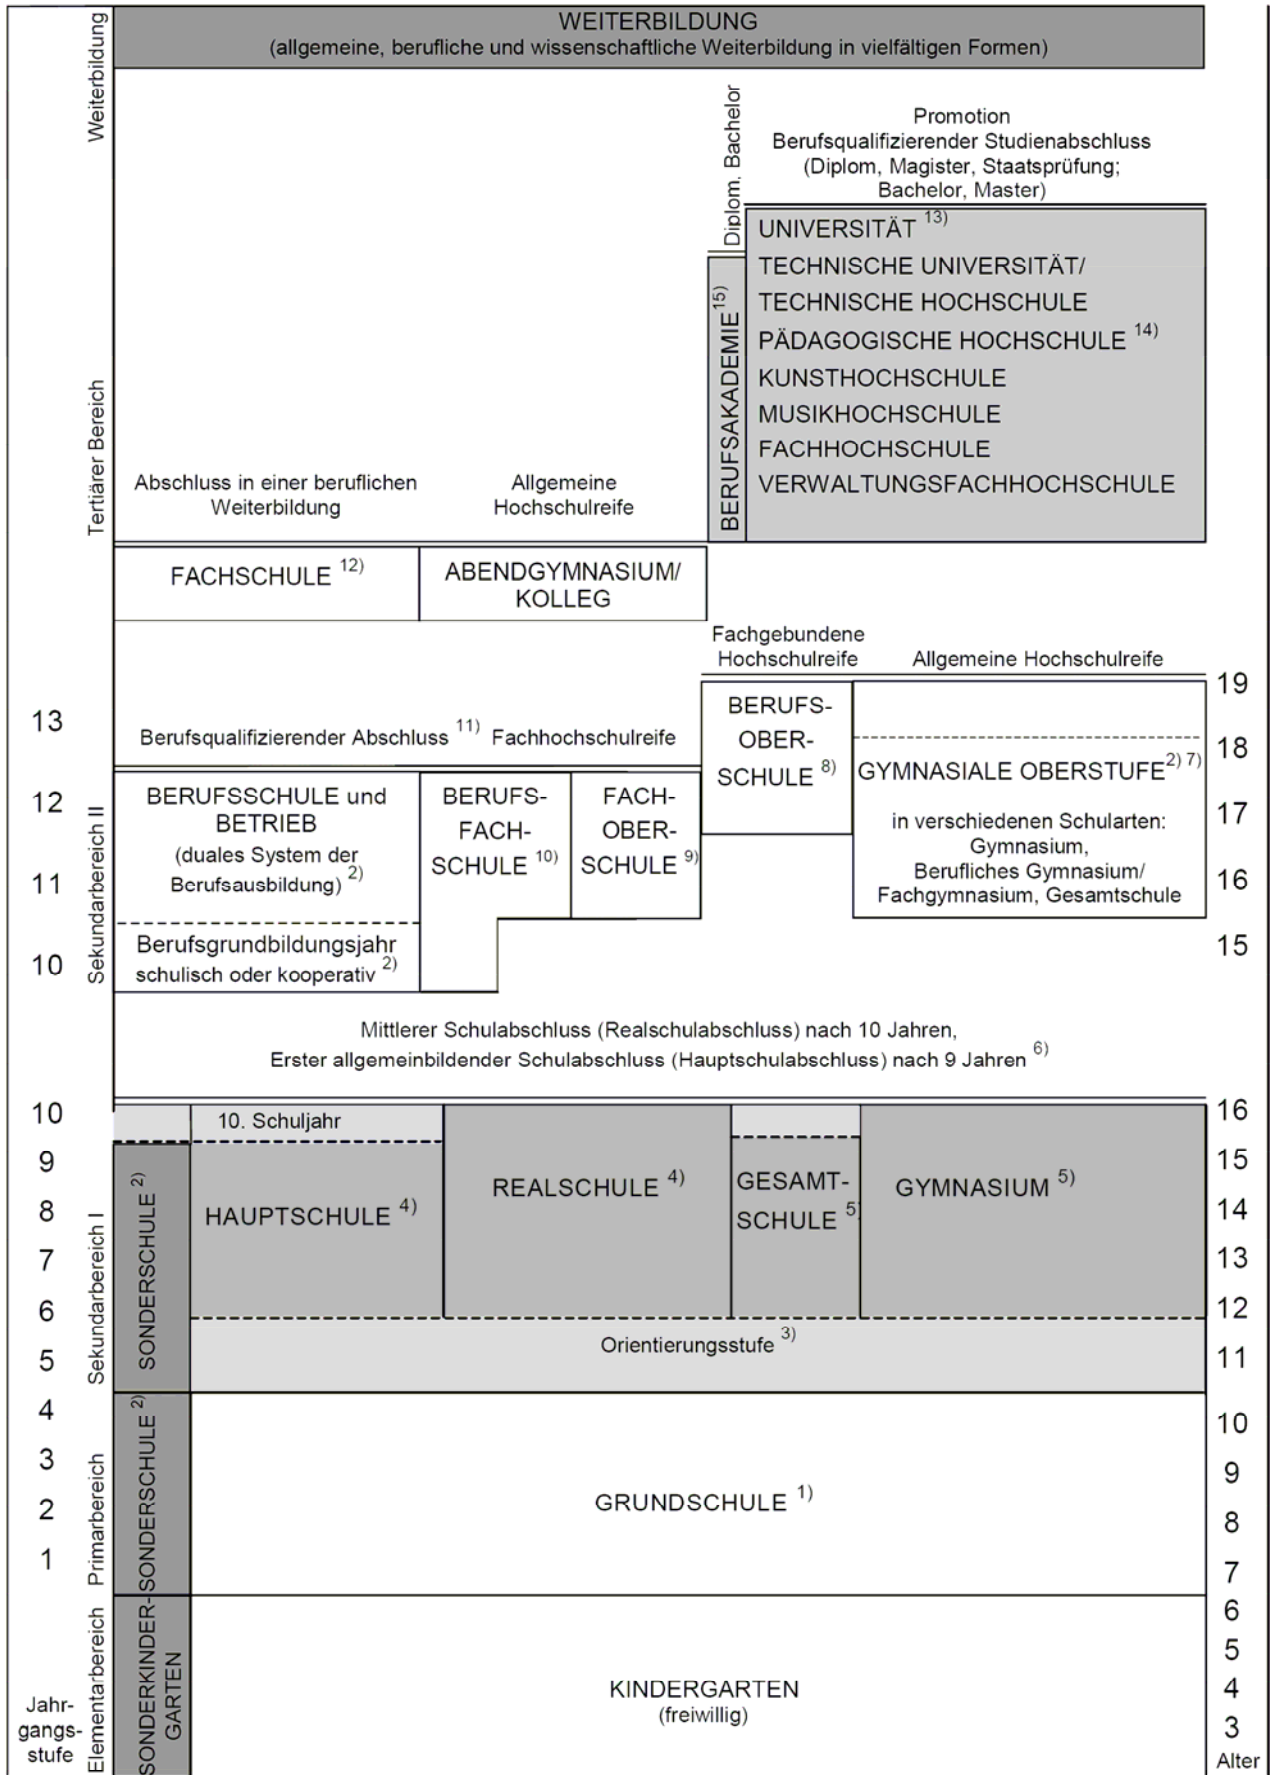 WEITERBILDUNG
(allgemeine, berufliche und wissenschaftliche Weiterbildung in vielfältigen Formen)
Weiterbildung
Diplom, Bachelor
Promotion
Berufsqualifizierender Studienabschluss
(Diplom, Magister, Staatsprüfung;
Bachelor, Master)
Tertiärer Bereich
BERUFSAKADEMIE 15)
UNIVERSITÄT 13)
TECHNISCHE UNIVERSITÄT/
TECHNISCHE HOCHSCHULE
PÄDAGOGISCHE HOCHSCHULE 14)
KUNSTHOCHSCHULE
MUSIKHOCHSCHULE
FACHHOCHSCHULE
VERWALTUNGSFACHHOCHSCHULE
Abschluss in einer beruflichen
Weiterbildung
Allgemeine
Hochschulreife
FACHSCHULE 12)
ABENDGYMNASIUM/
KOLLEG
Fachgebundene
Hochschulreife
Allgemeine Hochschulreife
19
13
Berufsqualifizierender Abschluss 11)
Fachhochschulreife
BERUFS-
OBER-
SCHULE 8)
18
GYMNASIALE OBERSTUFE 2) 7)
in verschiedenen Schularten:
Gymnasium,
Berufliches Gymnasium/
Fachgymnasium, Gesamtschule
17
16
15
12
11
10
Sekundarbereich II
BERUFSSCHULE und
BETRIEB
(duales System der
Berufsausbildung) 2)
Berufsgrundbildungsjahr
schulisch oder kooperativ 2)
BERUFS-
FACH-
SCHULE 10)
FACH-
OBER-
SCHULE 9)
Mittlerer Schulabschluss (Realschulabschluss) nach 10 Jahren,
Erster allgemeinbildender Schulabschluss (Hauptschulabschluss) nach 9 Jahren 6)
10
9
8
7
6
5
Sekundarbereich I
SONDERSCHULE 2)
10. Schuljahr
HAUPTSCHULE 4)
REALSCHULE 4)
GESAMT-
SCHULE 5)
GYMNASIUM 5)
Orientierungsstufe 3)
16
15
14
13
12
11
4
3
2
1
Primarbereich
SONDERSCHULE 2)
GRUNDSCHULE 1)
10
9
8
7
Jahr-
gangs-
stufe
Elementarbereich
SONDERKINDER-
GARTEN
KINDERGARTEN
(freiwillig)
6
5
4
3
Alter